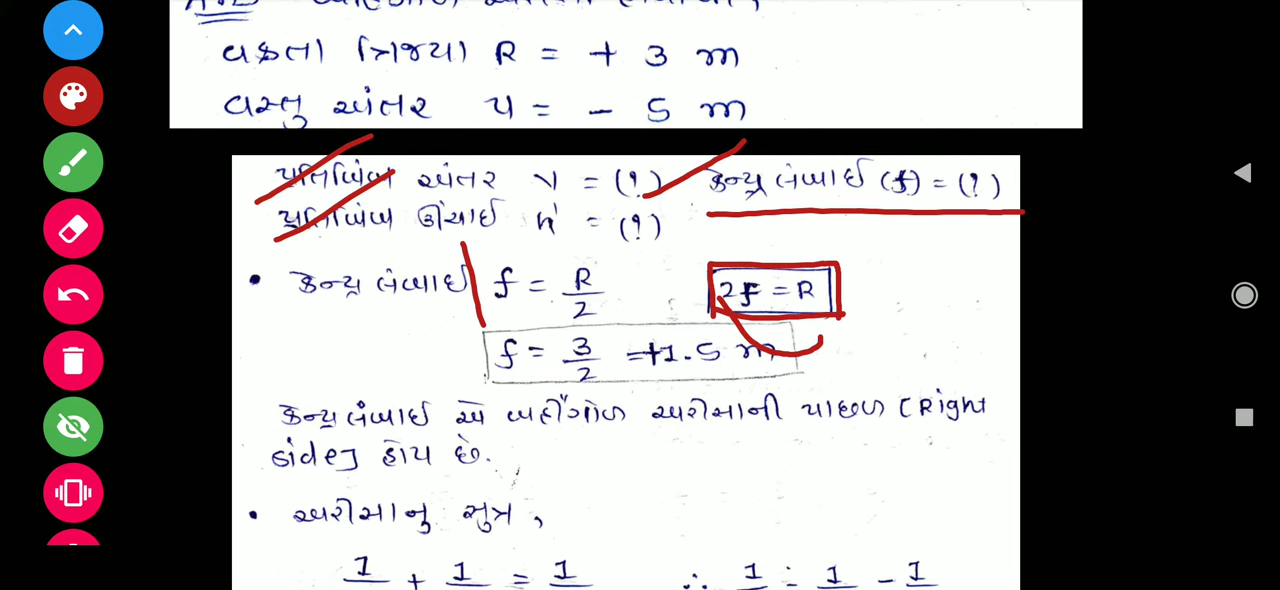 વક્રતા ત્રિજ્યા R = + 3 m
વસ્તુ અંતર u = - 5 m
પ્રતિબિંબ અંતર v = (?) કેન્દ્ર લંબાઈ (f) = (?)
પ્રતિબિંબ ઊંચાઈ h' = (?)
• કેન્દ્ર લંબાઈ f = R/2 2f = R
f = 3/2 = +1.5 m
કેન્દ્ર લંબાઈ એ બહીર્ગોળ અરીસાની પાછળ [Right
side] હોય છે.
• અરીસાનું સુત્ર,
1 + 1 = 1 ∴ 1 = 1 - 1